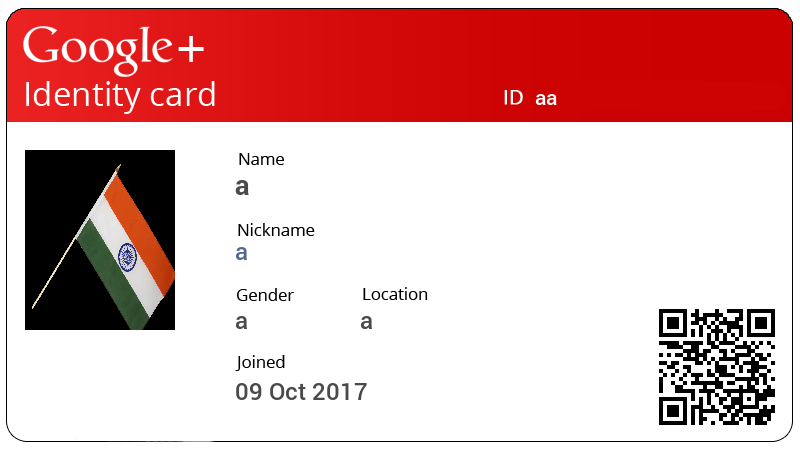 Google+
Identity card
ID aa
Name
a
Nickname
a
Gender Location
a a
Joined
09 Oct 2017